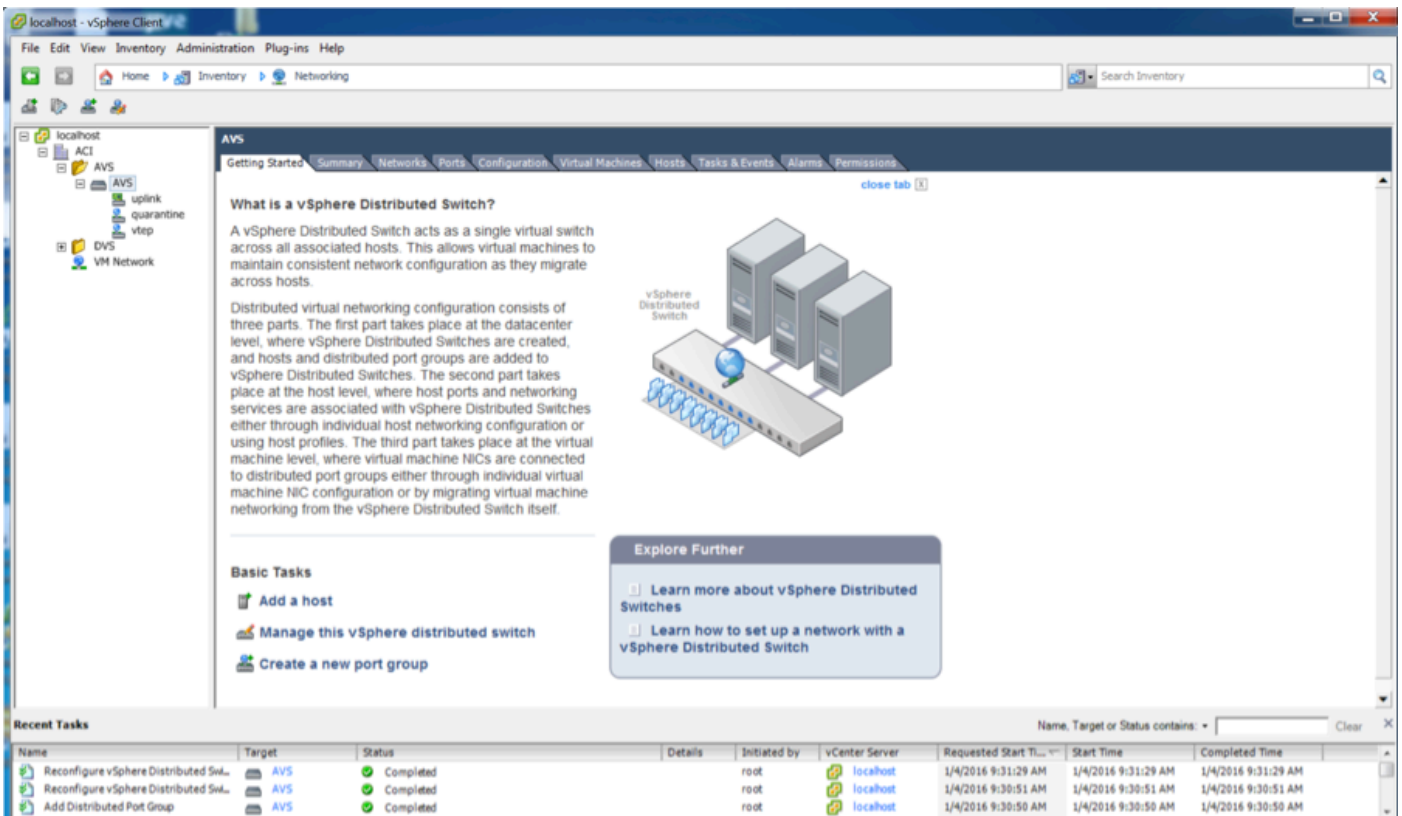 localhost - vSphere Client
File Edit View Inventory Administration Plug-ins Help
Home Inventory Networking
Search Inventory
localhost
ACI
AVS
AVS
uplink
quarantine
vtep
DVS
VM Network
AVS
Getting Started Summary Networks Ports Configuration Virtual Machines Hosts Tasks & Events Alarms Permissions
close tab
What is a vSphere Distributed Switch?
A vSphere Distributed Switch acts as a single virtual switch
across all associated hosts. This allows virtual machines to
maintain consistent network configuration as they migrate
across hosts.
Distributed virtual networking configuration consists of
three parts. The first part takes place at the datacenter
level, where vSphere Distributed Switches are created,
and hosts and distributed port groups are added to
vSphere Distributed Switches. The second part takes
place at the host level, where host ports and networking
services are associated with vSphere Distributed Switches
either through individual host networking configuration or
using host profiles. The third part takes place at the virtual
machine level, where virtual machine NICs are connected
to distributed port groups either through individual virtual
machine NIC configuration or by migrating virtual machine
networking from the vSphere Distributed Switch itself.
vSphere
Distributed
Switch
Basic Tasks
Add a host
Manage this vSphere distributed switch
Create a new port group
Explore Further
Learn more about vSphere Distributed
Switches
Learn how to set up a network with a
vSphere Distributed Switch
Recent Tasks
Name, Target or Status contains: Clear
Name Target Status Details Initiated by vCenter Server Requested Start Ti... Start Time Completed Time
Reconfigure vSphere Distributed Swi... AVS Completed root localhost 1/4/2016 9:31:29 AM 1/4/2016 9:31:29 AM 1/4/2016 9:31:29 AM
Reconfigure vSphere Distributed Swi... AVS Completed root localhost 1/4/2016 9:30:51 AM 1/4/2016 9:30:51 AM 1/4/2016 9:30:51 AM
Add Distributed Port Group AVS Completed root localhost 1/4/2016 9:30:50 AM 1/4/2016 9:30:50 AM 1/4/2016 9:30:50 AM